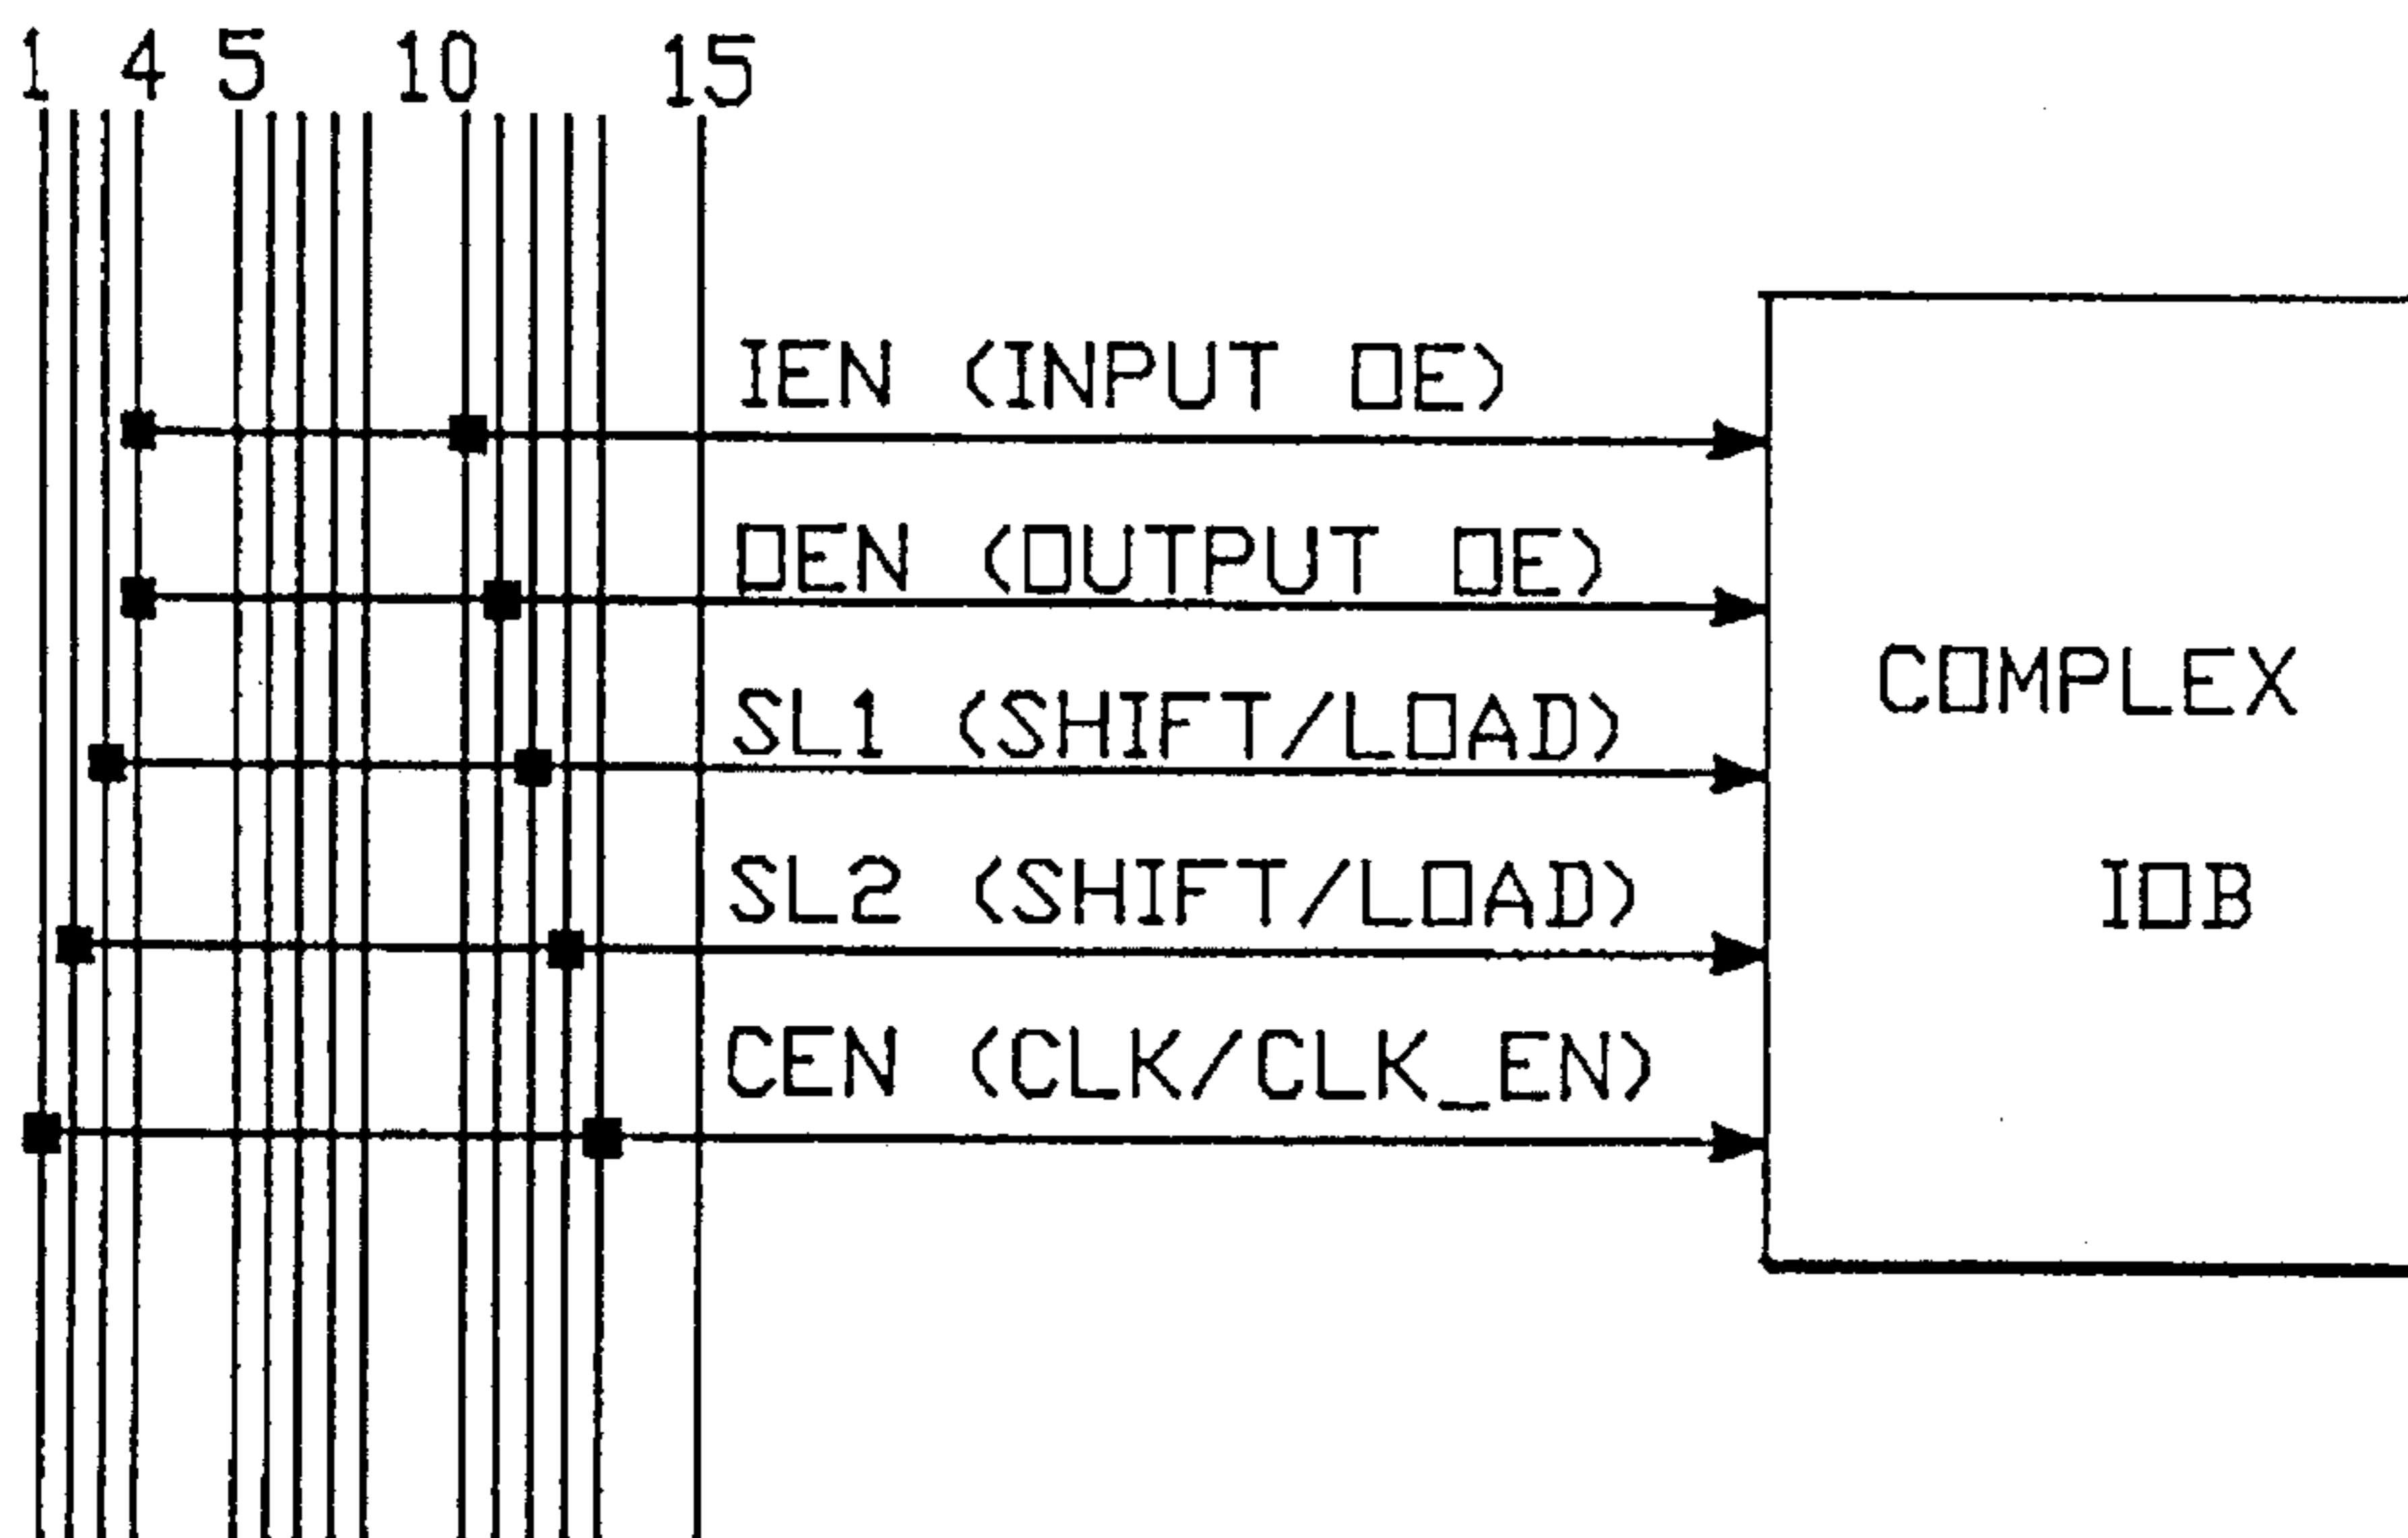 1 4 5 10 15
IEN (INPUT OE)
OEN (OUTPUT OE)
SL1 (SHIFT/LOAD)
COMPLEX
SL2 (SHIFT/LOAD)
IOB
CEN (CLK/CLK_EN)